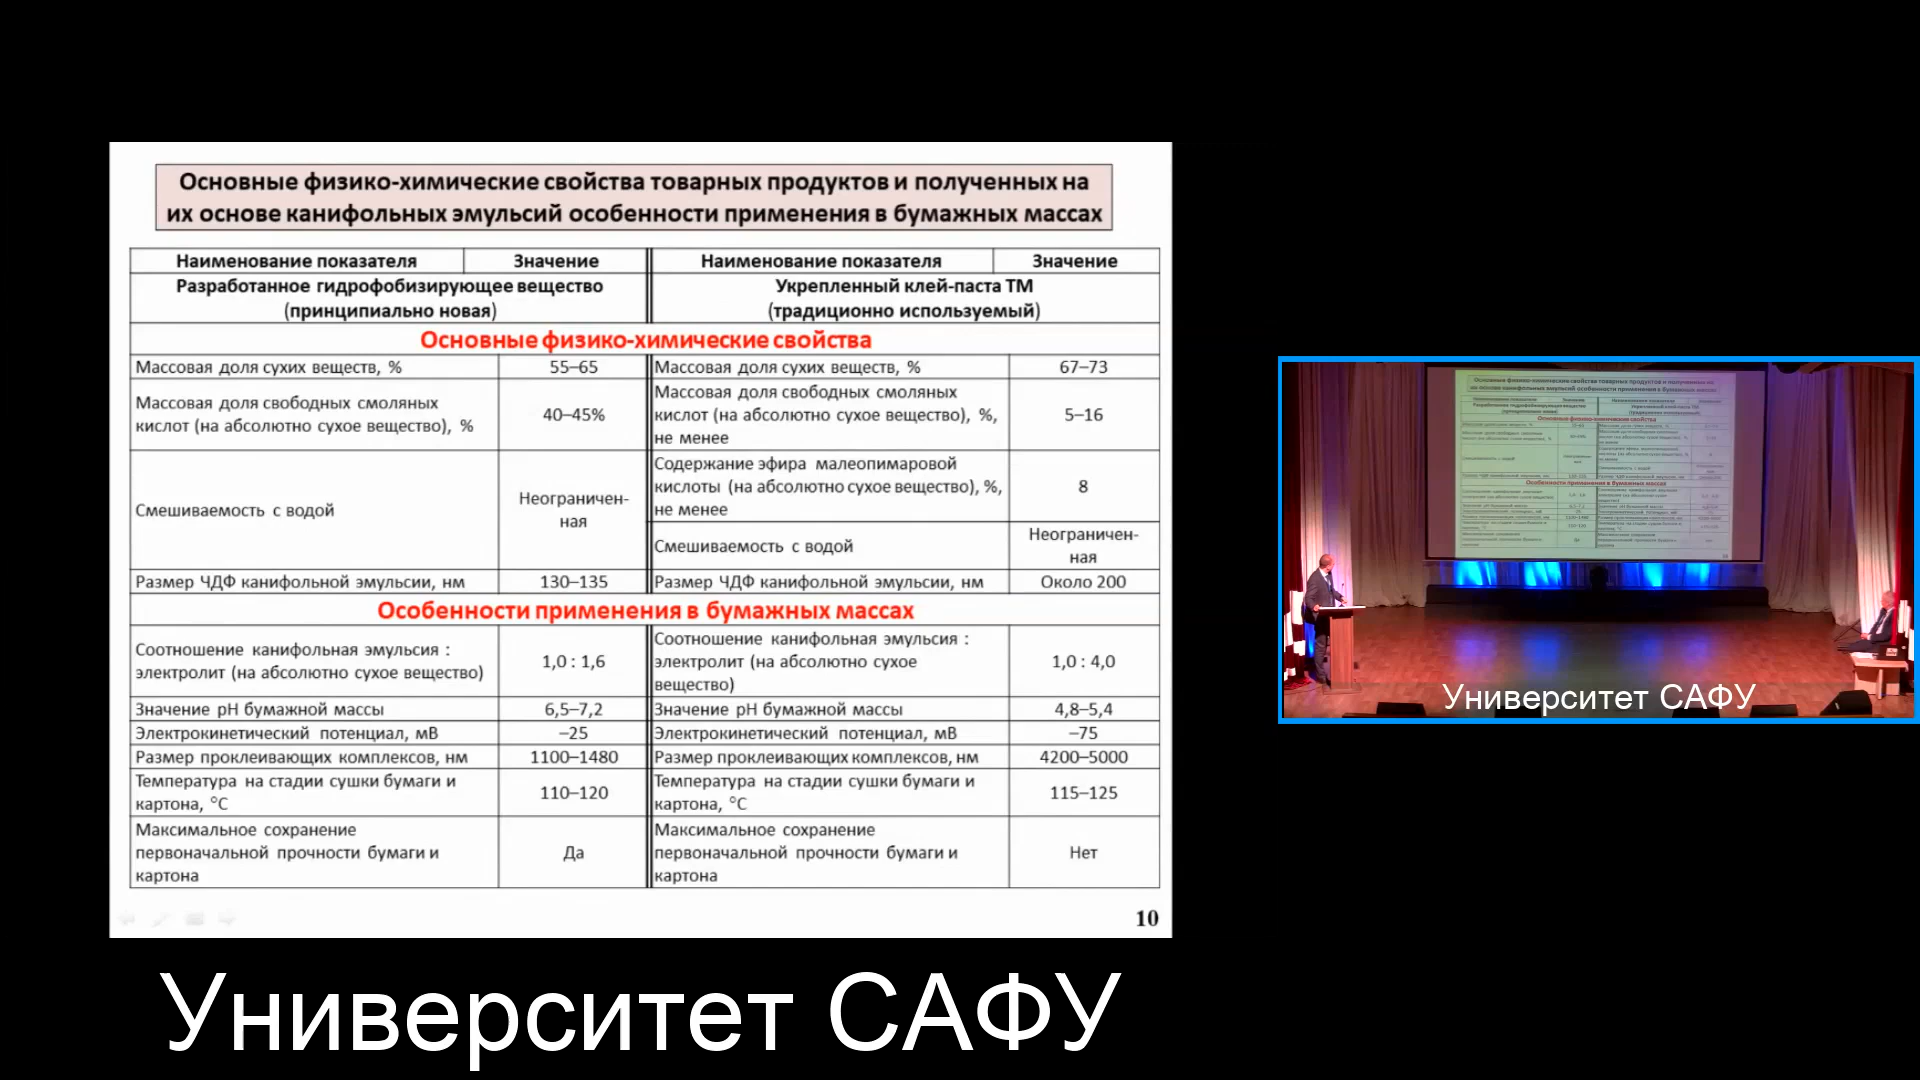 Основные физико-химические свойства товарных продуктов и полученных на
их основе канифольных эмульсий особенности применения в бумажных массах
Наименование показателя Значение Наименование показателя Значение
Разработанное гидрофобизирующее вещество
(принципиально новая)
Укрепленный клей-паста ТМ
(традиционно используемый)
Основные физико-химические свойства
Массовая доля сухих веществ, % 55–65 Массовая доля сухих веществ, % 67–73
Массовая доля свободных смоляных
кислот (на абсолютно сухое вещество), %
40–45%
Массовая доля свободных смоляных
кислот (на абсолютно сухое вещество), %,
не менее
5–16
Смешиваемость с водой
Неограничен-
ная
Содержание эфира малеопимаровой
кислоты (на абсолютно сухое вещество), %,
не менее
8
Смешиваемость с водой
Неограничен-
ная
Размер ЧДФ канифольной эмульсии, нм 130–135 Размер ЧДФ канифольной эмульсии, нм Около 200
Особенности применения в бумажных массах
Соотношение канифольная эмульсия :
электролит (на абсолютно сухое вещество)
1,0 : 1,6
Соотношение канифольная эмульсия :
электролит (на абсолютно сухое
вещество)
1,0 : 4,0
Значение pH бумажной массы 6,5–7,2 Значение pH бумажной массы 4,8–5,4
Электрокинетический потенциал, мВ –25 Электрокинетический потенциал, мВ –75
Размер проклеивающих комплексов, нм 1100–1480 Размер проклеивающих комплексов, нм 4200–5000
Температура на стадии сушки бумаги и
картона, °С
110–120
Температура на стадии сушки бумаги и
картона, °С
115–125
Максимальное сохранение
первоначальной прочности бумаги и
картона
Да
Максимальное сохранение
первоначальной прочности бумаги и
картона
Нет
10
Университет САФУ
Университет САФУ